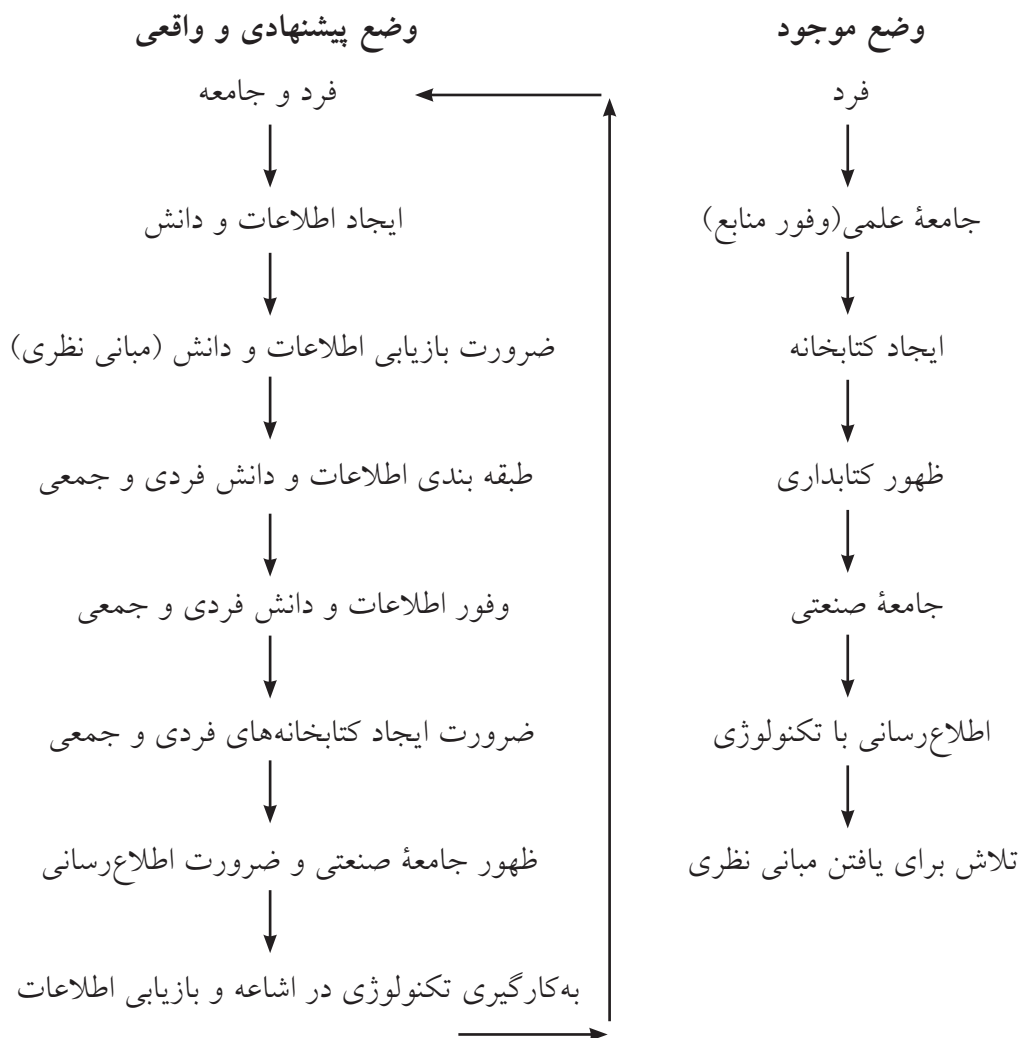 وضع موجود
فرد
جامعهٔ علمی(وفور منابع)
ایجاد کتابخانه
ظهور کتابداری
جامعهٔ صنعتی
اطلاع‌رسانی با تکنولوژی
تلاش برای یافتن مبانی نظری
وضع پیشنهادی و واقعی
فرد و جامعه
ایجاد اطلاعات و دانش
ضرورت بازیابی اطلاعات و دانش (مبانی نظری)
طبقه بندی اطلاعات و دانش فردی و جمعی
وفور اطلاعات و دانش فردی و جمعی
ضرورت ایجاد کتابخانه‌های فردی و جمعی
ظهور جامعهٔ صنعتی و ضرورت اطلاع‌رسانی
به‌کارگیری تکنولوژی در اشاعه و بازیابی اطلاعات